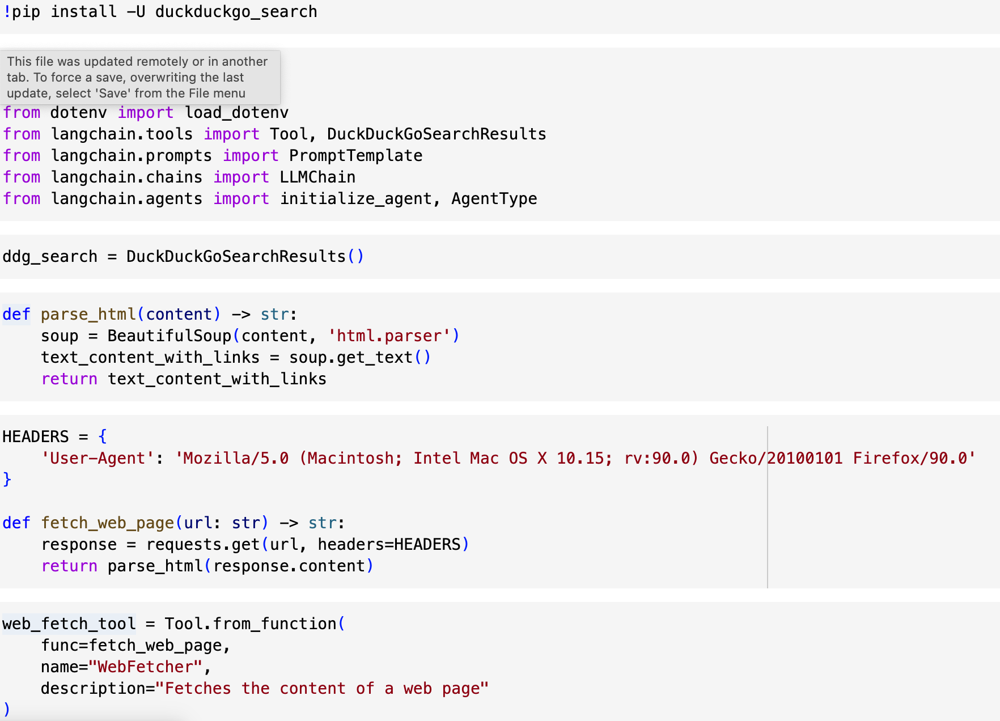 !pip install -U duckduckgo_search
This file was updated remotely or in another
tab. To force a save, overwriting the last
update, select 'Save' from the File menu
from dotenv import load_dotenv
from langchain.tools import Tool, DuckDuckGoSearchResults
from langchain.prompts import PromptTemplate
from langchain.chains import LLMChain
from langchain.agents import initialize_agent, AgentType
ddg_search = DuckDuckGoSearchResults()
def parse_html(content) -> str:
    soup = BeautifulSoup(content, 'html.parser')
    text_content_with_links = soup.get_text()
    return text_content_with_links
HEADERS = {
    'User-Agent': 'Mozilla/5.0 (Macintosh; Intel Mac OS X 10.15; rv:90.0) Gecko/20100101 Firefox/90.0'
}
def fetch_web_page(url: str) -> str:
    response = requests.get(url, headers=HEADERS)
    return parse_html(response.content)
web_fetch_tool = Tool.from_function(
    func=fetch_web_page,
    name="WebFetcher",
    description="Fetches the content of a web page"
)